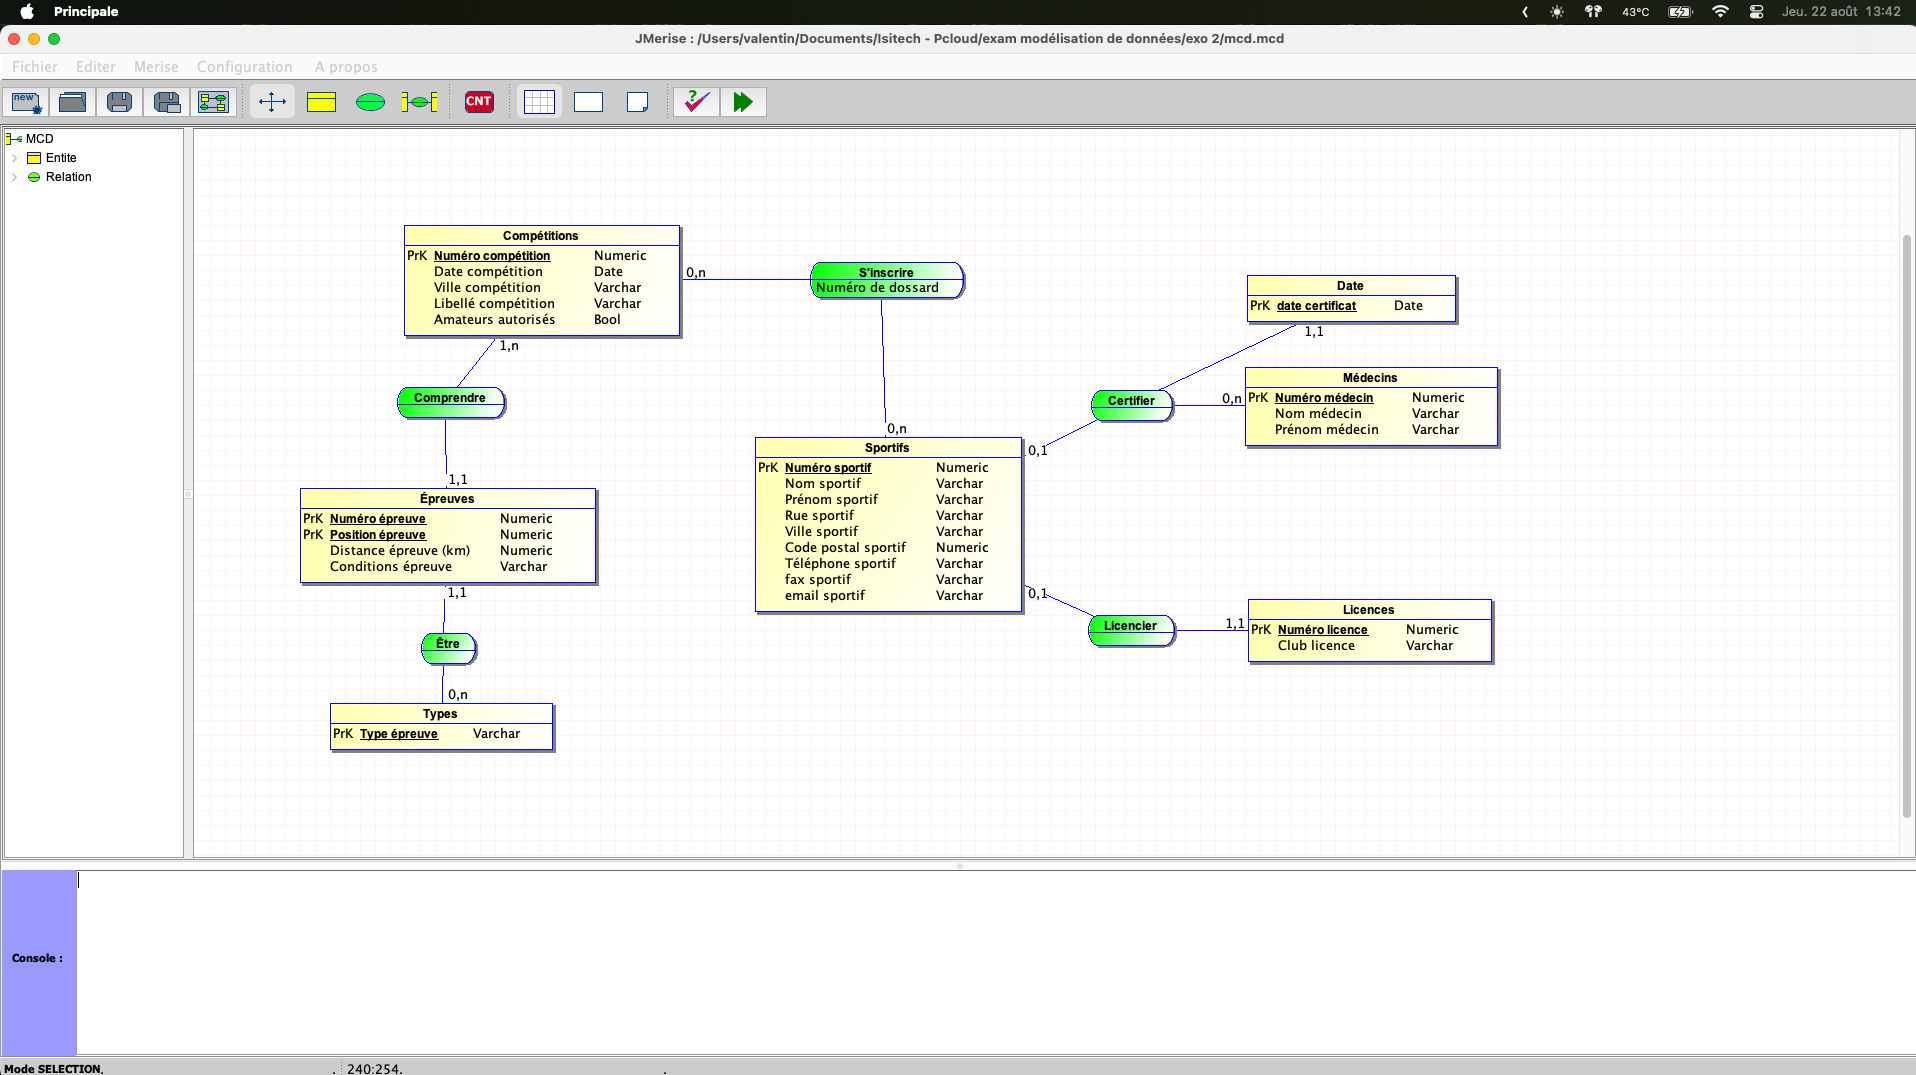 Principale
43°C
Jeu. 22 août 13:42
JMerise : /Users/valentin/Documents/Isitech - Pcloud/exam modélisation de données/exo 2/mcd.mcd
Fichier Editer Merise Configuration A propos
new
CNT
?
MCD
Entite
Relation
Compétitions
PrK Numéro compétition Numeric
Date compétition Date
Ville compétition Varchar
Libellé compétition Varchar
Amateurs autorisés Bool
0,n
S'inscrire
Numéro de dossard
1,n
Comprendre
1,1
Épreuves
PrK Numéro épreuve Numeric
PrK Position épreuve Numeric
Distance épreuve (km) Numeric
Conditions épreuve Varchar
1,1
Être
0,n
Types
PrK Type épreuve Varchar
0,n
Sportifs
PrK Numéro sportif Numeric
Nom sportif Varchar
Prénom sportif Varchar
Rue sportif Varchar
Ville sportif Varchar
Code postal sportif Numeric
Téléphone sportif Varchar
fax sportif Varchar
email sportif Varchar
0,1
Certifier
1,1
Date
PrK date certificat Date
0,n
Médecins
PrK Numéro médecin Numeric
Nom médecin Varchar
Prénom médecin Varchar
0,1
Licencier
1,1
Licences
PrK Numéro licence Numeric
Club licence Varchar
Console :
Mode SELECTION. . 240:254. .